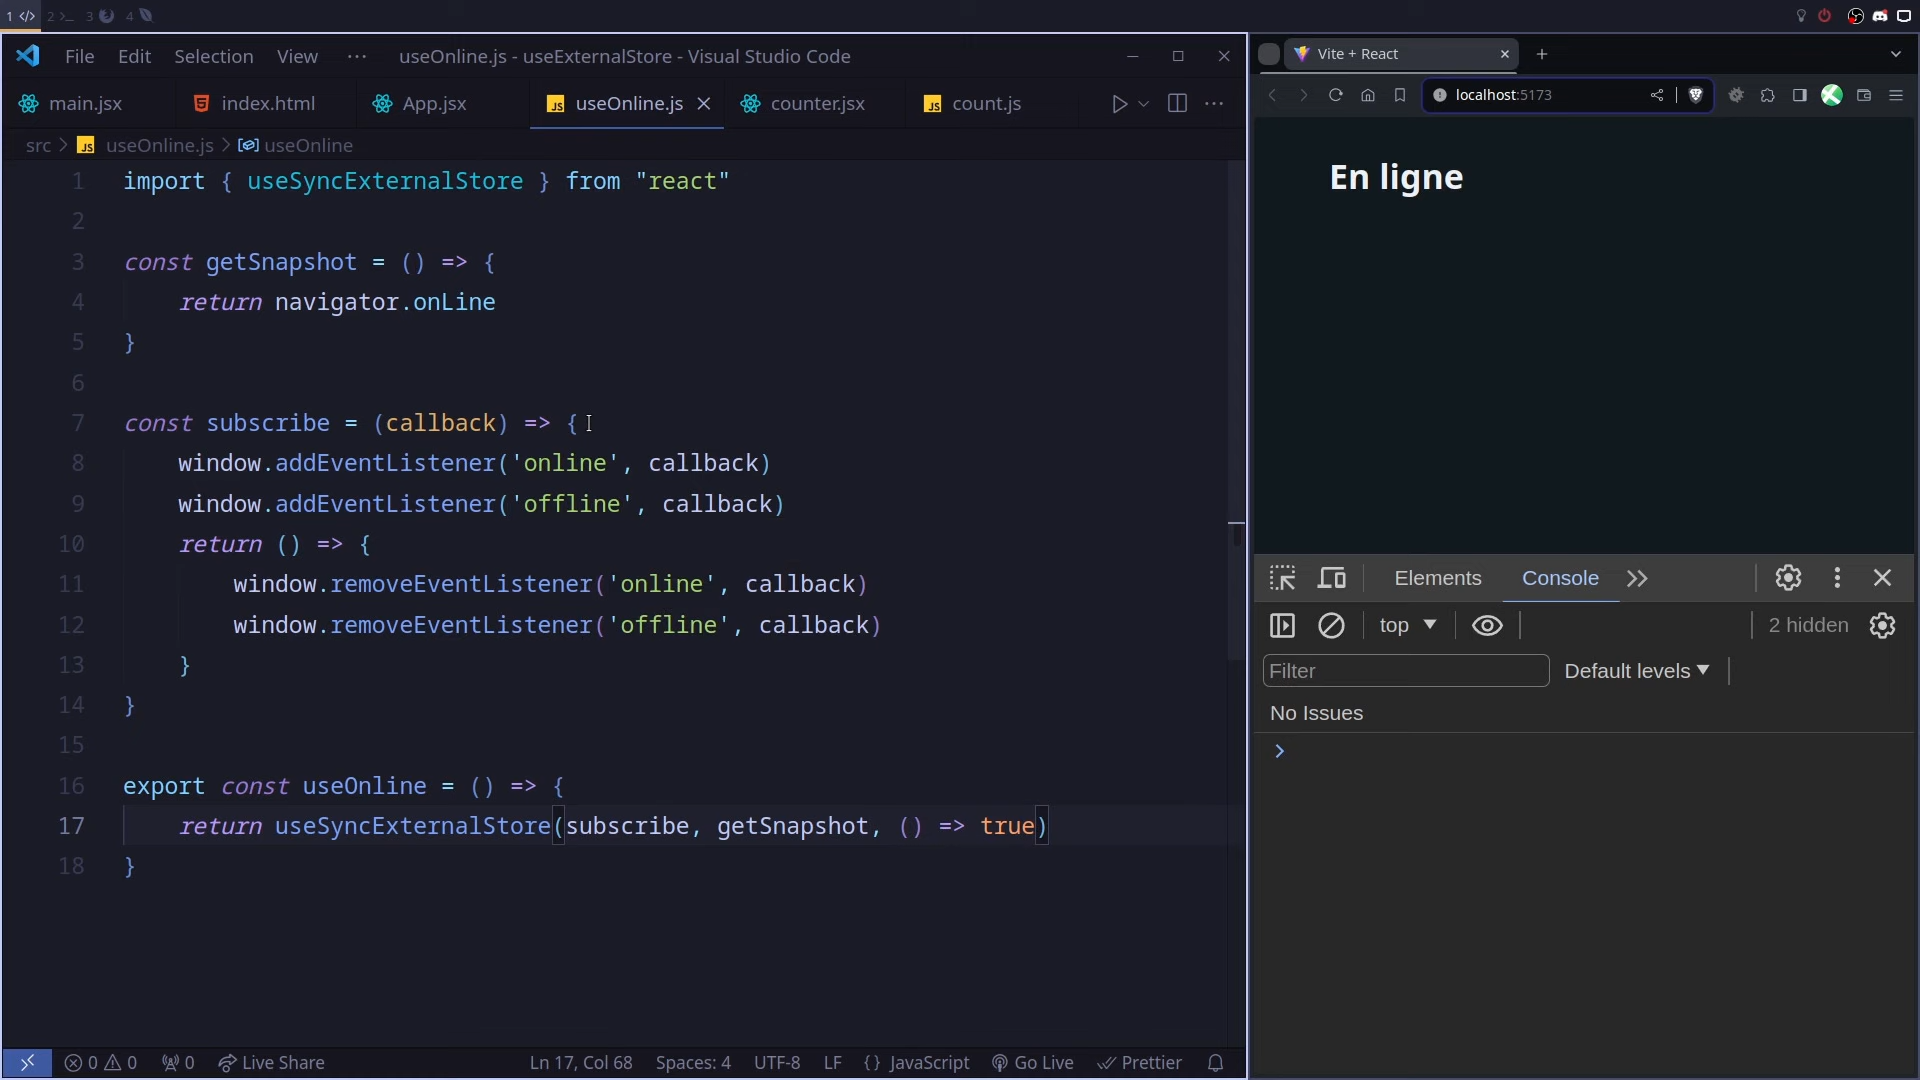 1 2 3 4
File Edit Selection View ··· useOnline.js - useExternalStore - Visual Studio Code
main.jsx index.html App.jsx useOnline.js counter.jsx count.js
src > JS useOnline.js > useOnline
1 import { useSyncExternalStore } from "react"
2
3 const getSnapshot = () => {
4 return navigator.onLine
5 }
6
7 const subscribe = (callback) => {
8 window.addEventListener('online', callback)
9 window.addEventListener('offline', callback)
10 return () => {
11 window.removeEventListener('online', callback)
12 window.removeEventListener('offline', callback)
13 }
14 }
15
16 export const useOnline = () => {
17 return useSyncExternalStore(subscribe, getSnapshot, () => true)
18 }
0 0 0 Live Share Ln 17, Col 68 Spaces: 4 UTF-8 LF {} JavaScript Go Live Prettier
Vite + React
localhost:5173
En ligne
Elements Console
top 2 hidden
Filter Default levels
No Issues